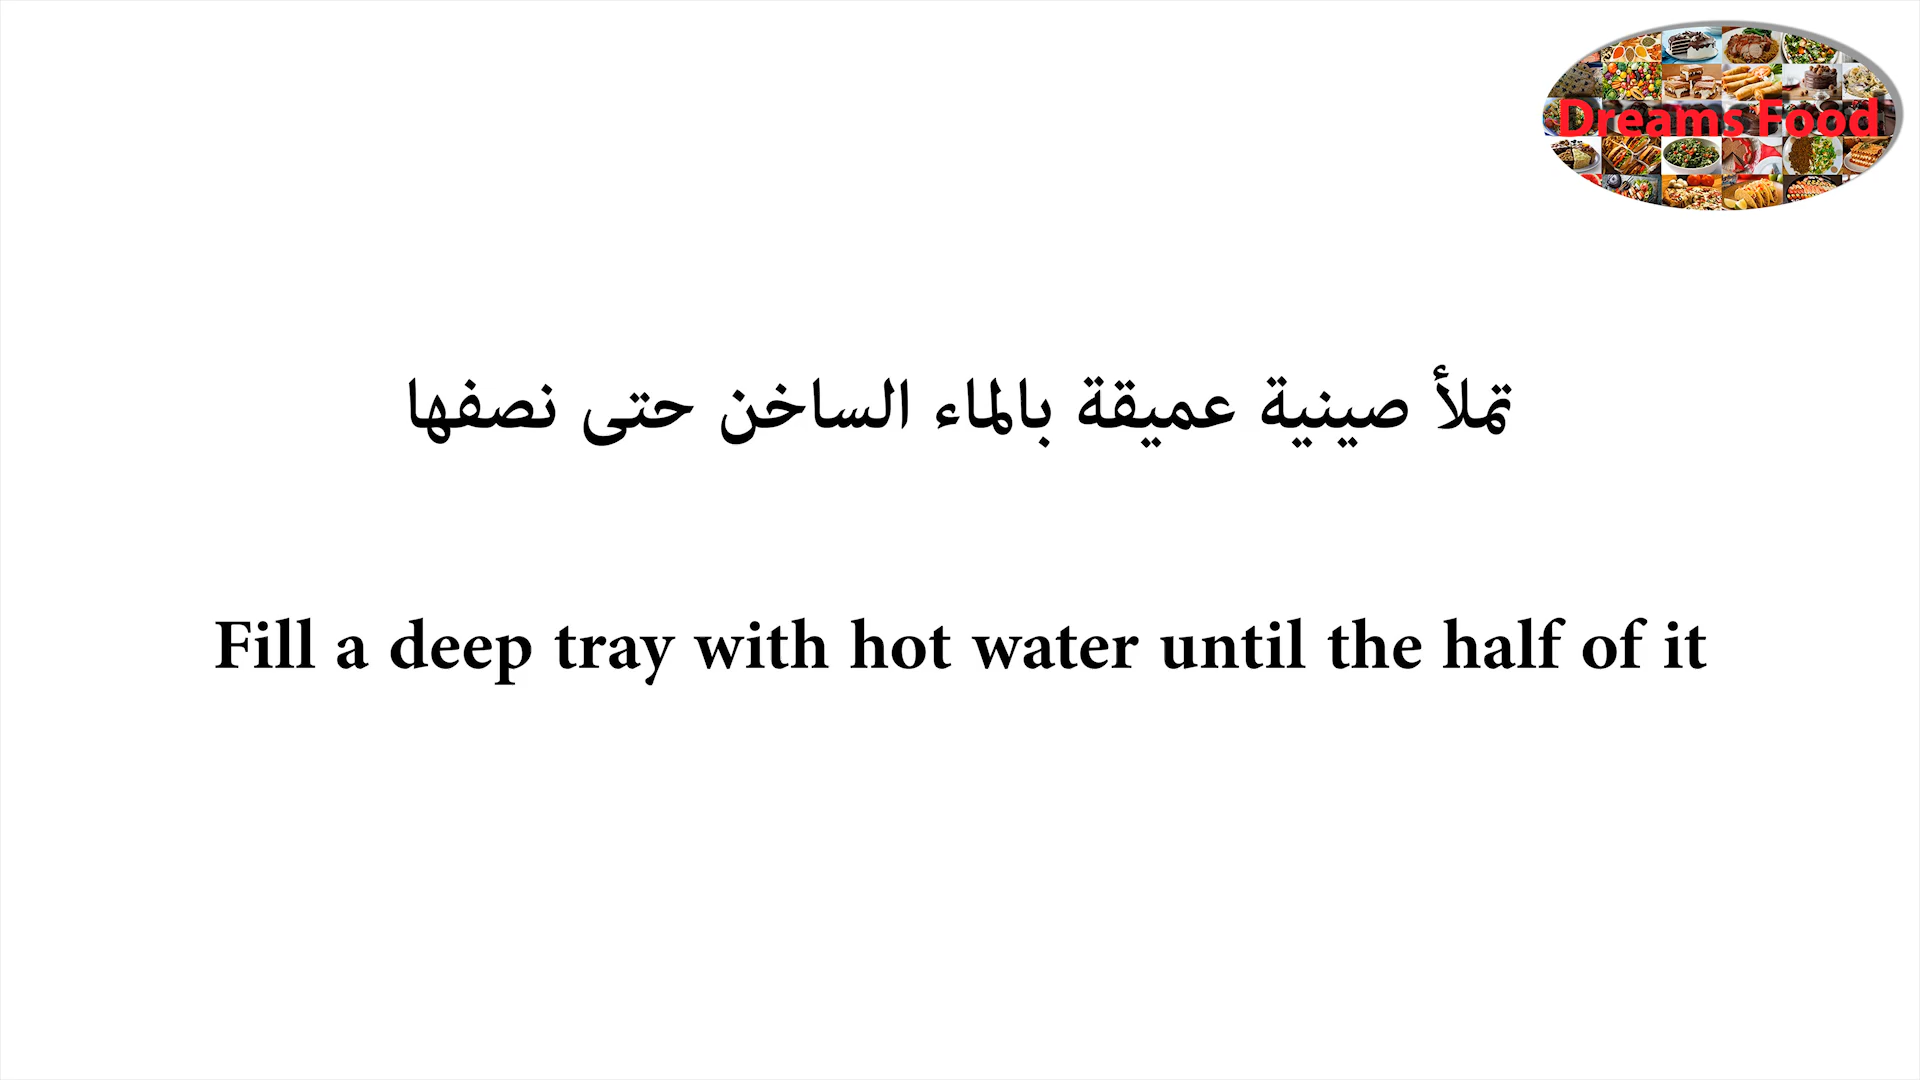 Dreams Food
تملأ صينية عميقة بالماء الساخن حتى نصفها
Fill a deep tray with hot water until the half of it